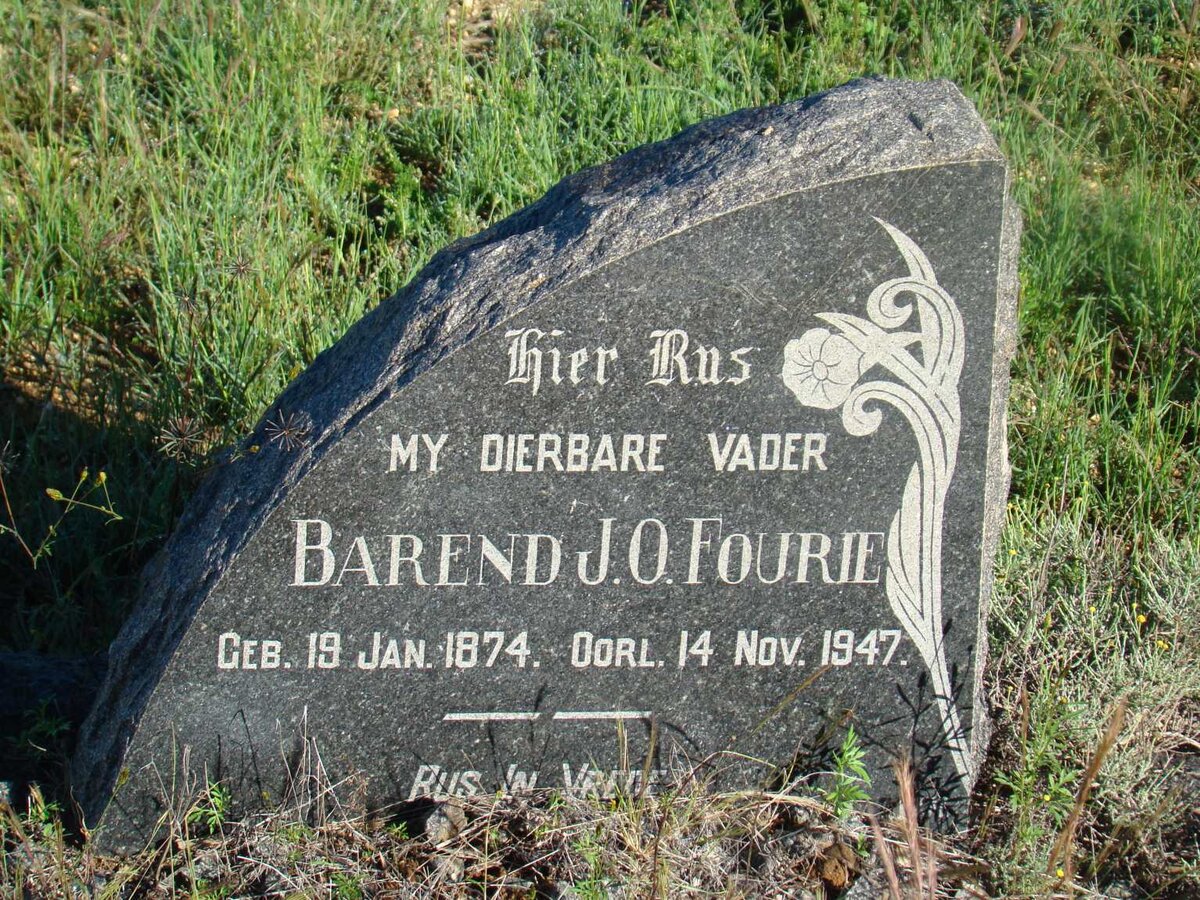 Hier Rus
MY DIERBARE VADER
BAREND J.O. FOURIE
GEB. 19 JAN. 1874. OORL. 14 NOV. 1947.
RUS IN VREDE